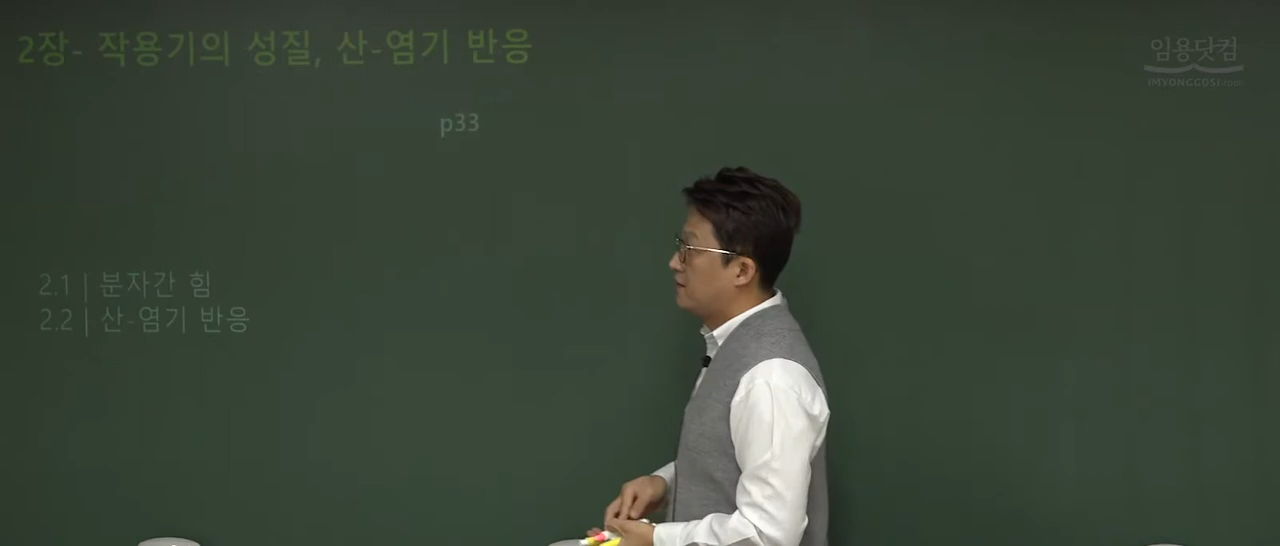 2장- 작용기의 성질, 산-염기 반응
임용닷컴
IMYONGGOSI.com
p33
2.1 | 분자간 힘
2.2 | 산-염기 반응